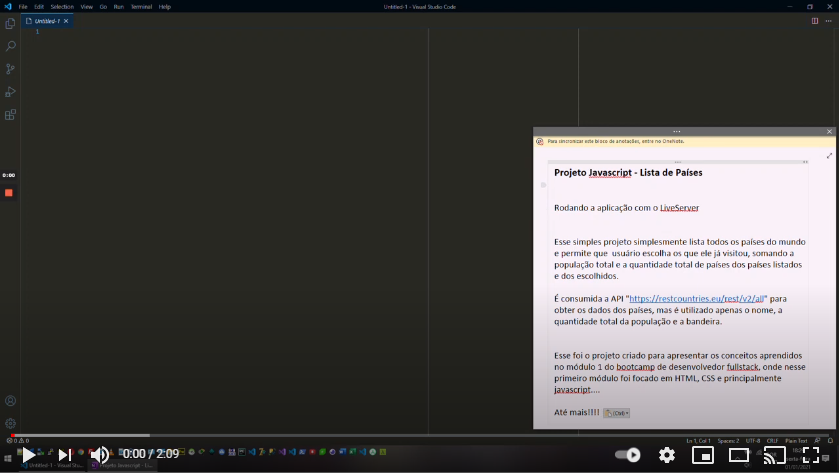 File Edit Selection View Go Run Terminal Help
Untitled-1 - Visual Studio Code
Untitled-1
1
Para sincronizar este bloco de anotações, entre no OneNote.
Projeto Javascript - Lista de Países
Rodando a aplicação com o LiveServer
Esse simples projeto simplesmente lista todos os países do mundo
e permite que usuário escolha os que ele já visitou, somando a
população total e a quantidade total de países dos países listados
e dos escolhidos.
É consumida a API "https://restcountries.eu/rest/v2/all" para
obter os dados dos países, mas é utilizado apenas o nome, a
quantidade total da população e a bandeira.
Esse foi o projeto criado para apresentar os conceitos aprendidos
no módulo 1 do bootcamp de desenvolvedor fullstack, onde nesse
primeiro módulo foi focado em HTML, CSS e principalmente
javascript....
Até mais!!!! (Ctrl)
0:00
0 0
Ln 1, Col 1 Spaces: 2 UTF-8 CRLF Plain Text
0:00 / 2:09
Untitled-1 - Visual Stud...
Projeto Javascript - Li...
01/01/2021